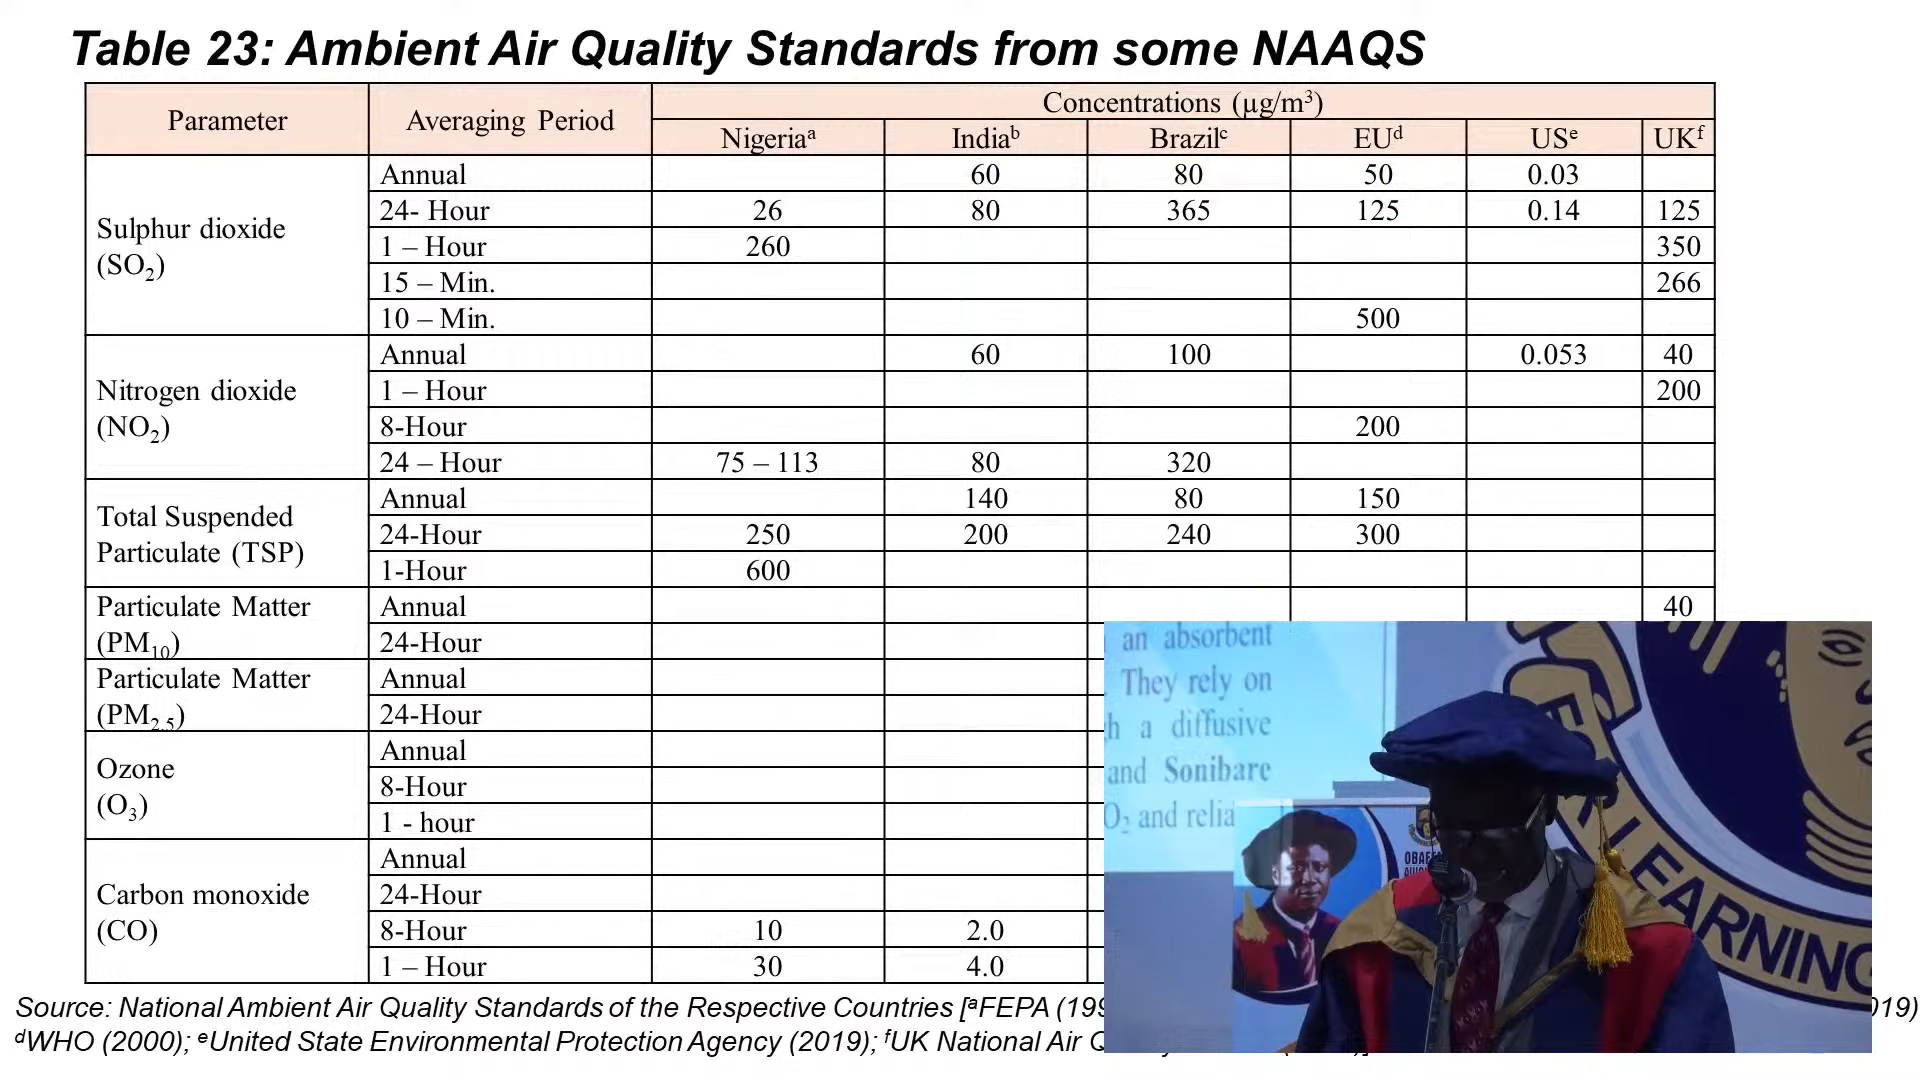 Table 23: Ambient Air Quality Standards from some NAAQS
Parameter Averaging Period Concentrations (µg/m³)
Nigeriaᵃ Indiaᵇ Brazilᶜ EUᵈ USᵉ UKᶠ
Sulphur dioxide (SO₂)
Annual 60 80 50 0.03
24- Hour 26 80 365 125 0.14 125
1 – Hour 260 350
15 – Min. 266
10 – Min. 500
Nitrogen dioxide (NO₂)
Annual 60 100 0.053 40
1 – Hour 200
8-Hour 200
24 – Hour 75 – 113 80 320
Total Suspended Particulate (TSP)
Annual 140 80 150
24-Hour 250 200 240 300
1-Hour 600
Particulate Matter (PM₁₀)
Annual 40
24-Hour
Particulate Matter (PM₂.₅)
Annual
24-Hour
Ozone (O₃)
Annual
8-Hour
1 - hour
Carbon monoxide (CO)
Annual
24-Hour
8-Hour 10 2.0
1 – Hour 30 4.0
Source: National Ambient Air Quality Standards of the Respective Countries [ᵃFEPA (199 019)
ᵈWHO (2000); ᵉUnited State Environmental Protection Agency (2019); ᶠUK National Air
an absorbent
They rely on
a diffusive
and Sonibare
O₂ and relia
LEARNING